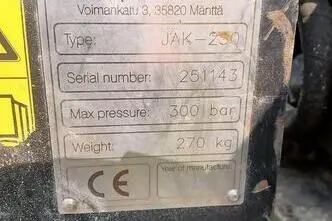 Voimankatu 3, 35820 Mänttä
Type: JAK-250
Serial number: 251143
Max pressure: 300 bar
Weight: 270 kg
CE
Year of manufacture: